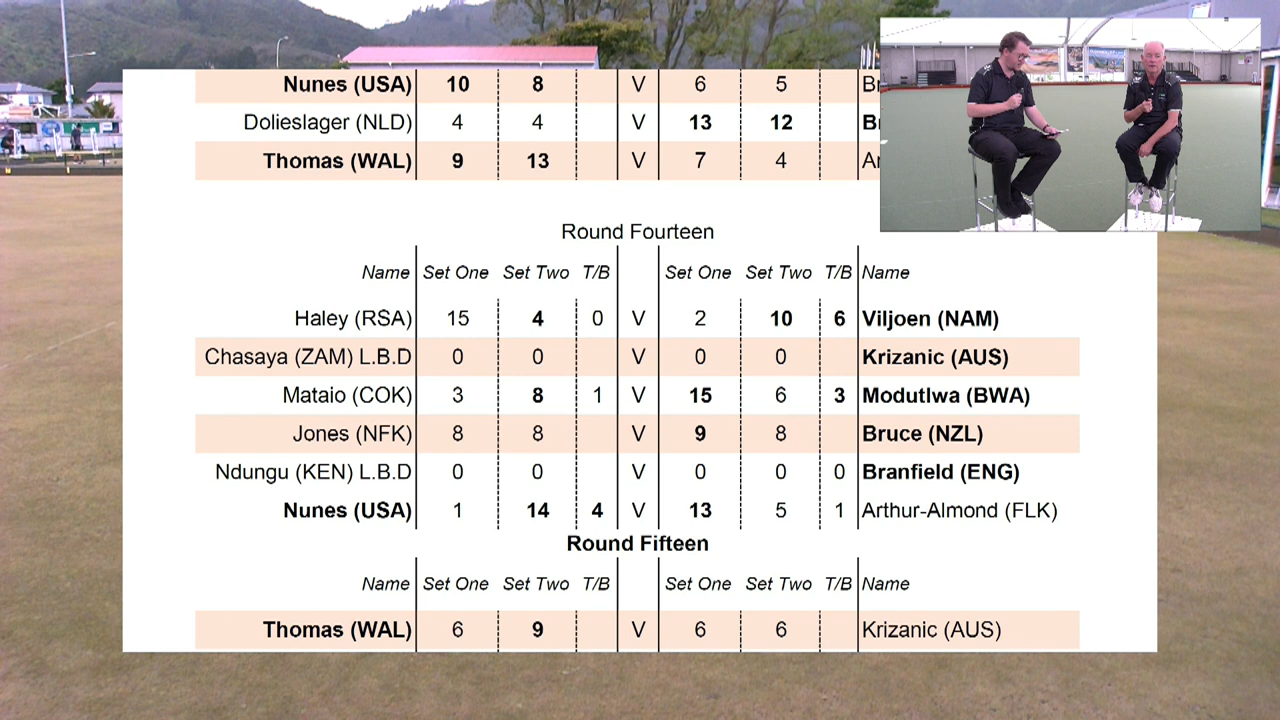 Nunes (USA) 10 8 V 6 5
Dolieslager (NLD) 4 4 V 13 12
Thomas (WAL) 9 13 V 7 4
Round Fourteen
Name Set One Set Two T/B Set One Set Two T/B Name
Haley (RSA) 15 4 0 V 2 10 6 Viljoen (NAM)
Chasaya (ZAM) L.B.D 0 0 V 0 0 Krizanic (AUS)
Mataio (COK) 3 8 1 V 15 6 3 Modutlwa (BWA)
Jones (NFK) 8 8 V 9 8 Bruce (NZL)
Ndungu (KEN) L.B.D 0 0 V 0 0 0 Branfield (ENG)
Nunes (USA) 1 14 4 V 13 5 1 Arthur-Almond (FLK)
Round Fifteen
Name Set One Set Two T/B Set One Set Two T/B Name
Thomas (WAL) 6 9 V 6 6 Krizanic (AUS)